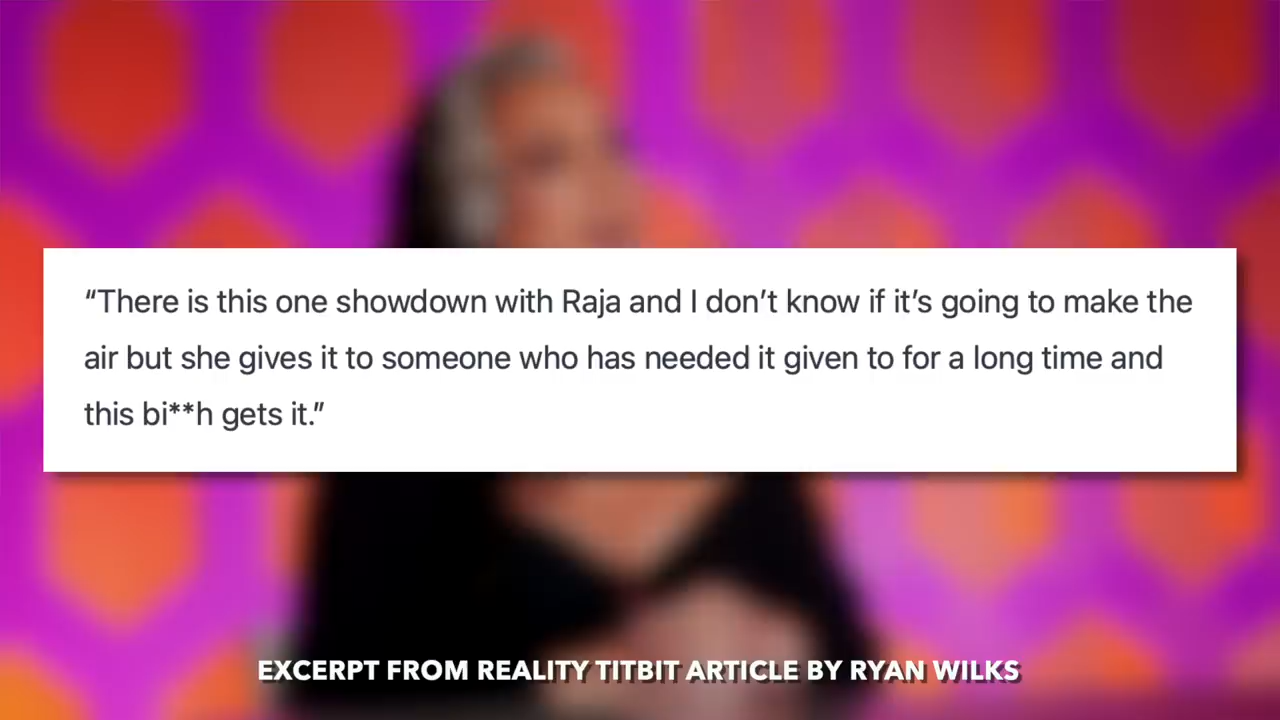 “There is this one showdown with Raja and I don’t know if it’s going to make the
air but she gives it to someone who has needed it given to for a long time and
this bi**h gets it.”
EXCERPT FROM REALITY TITBIT ARTICLE BY RYAN WILKS